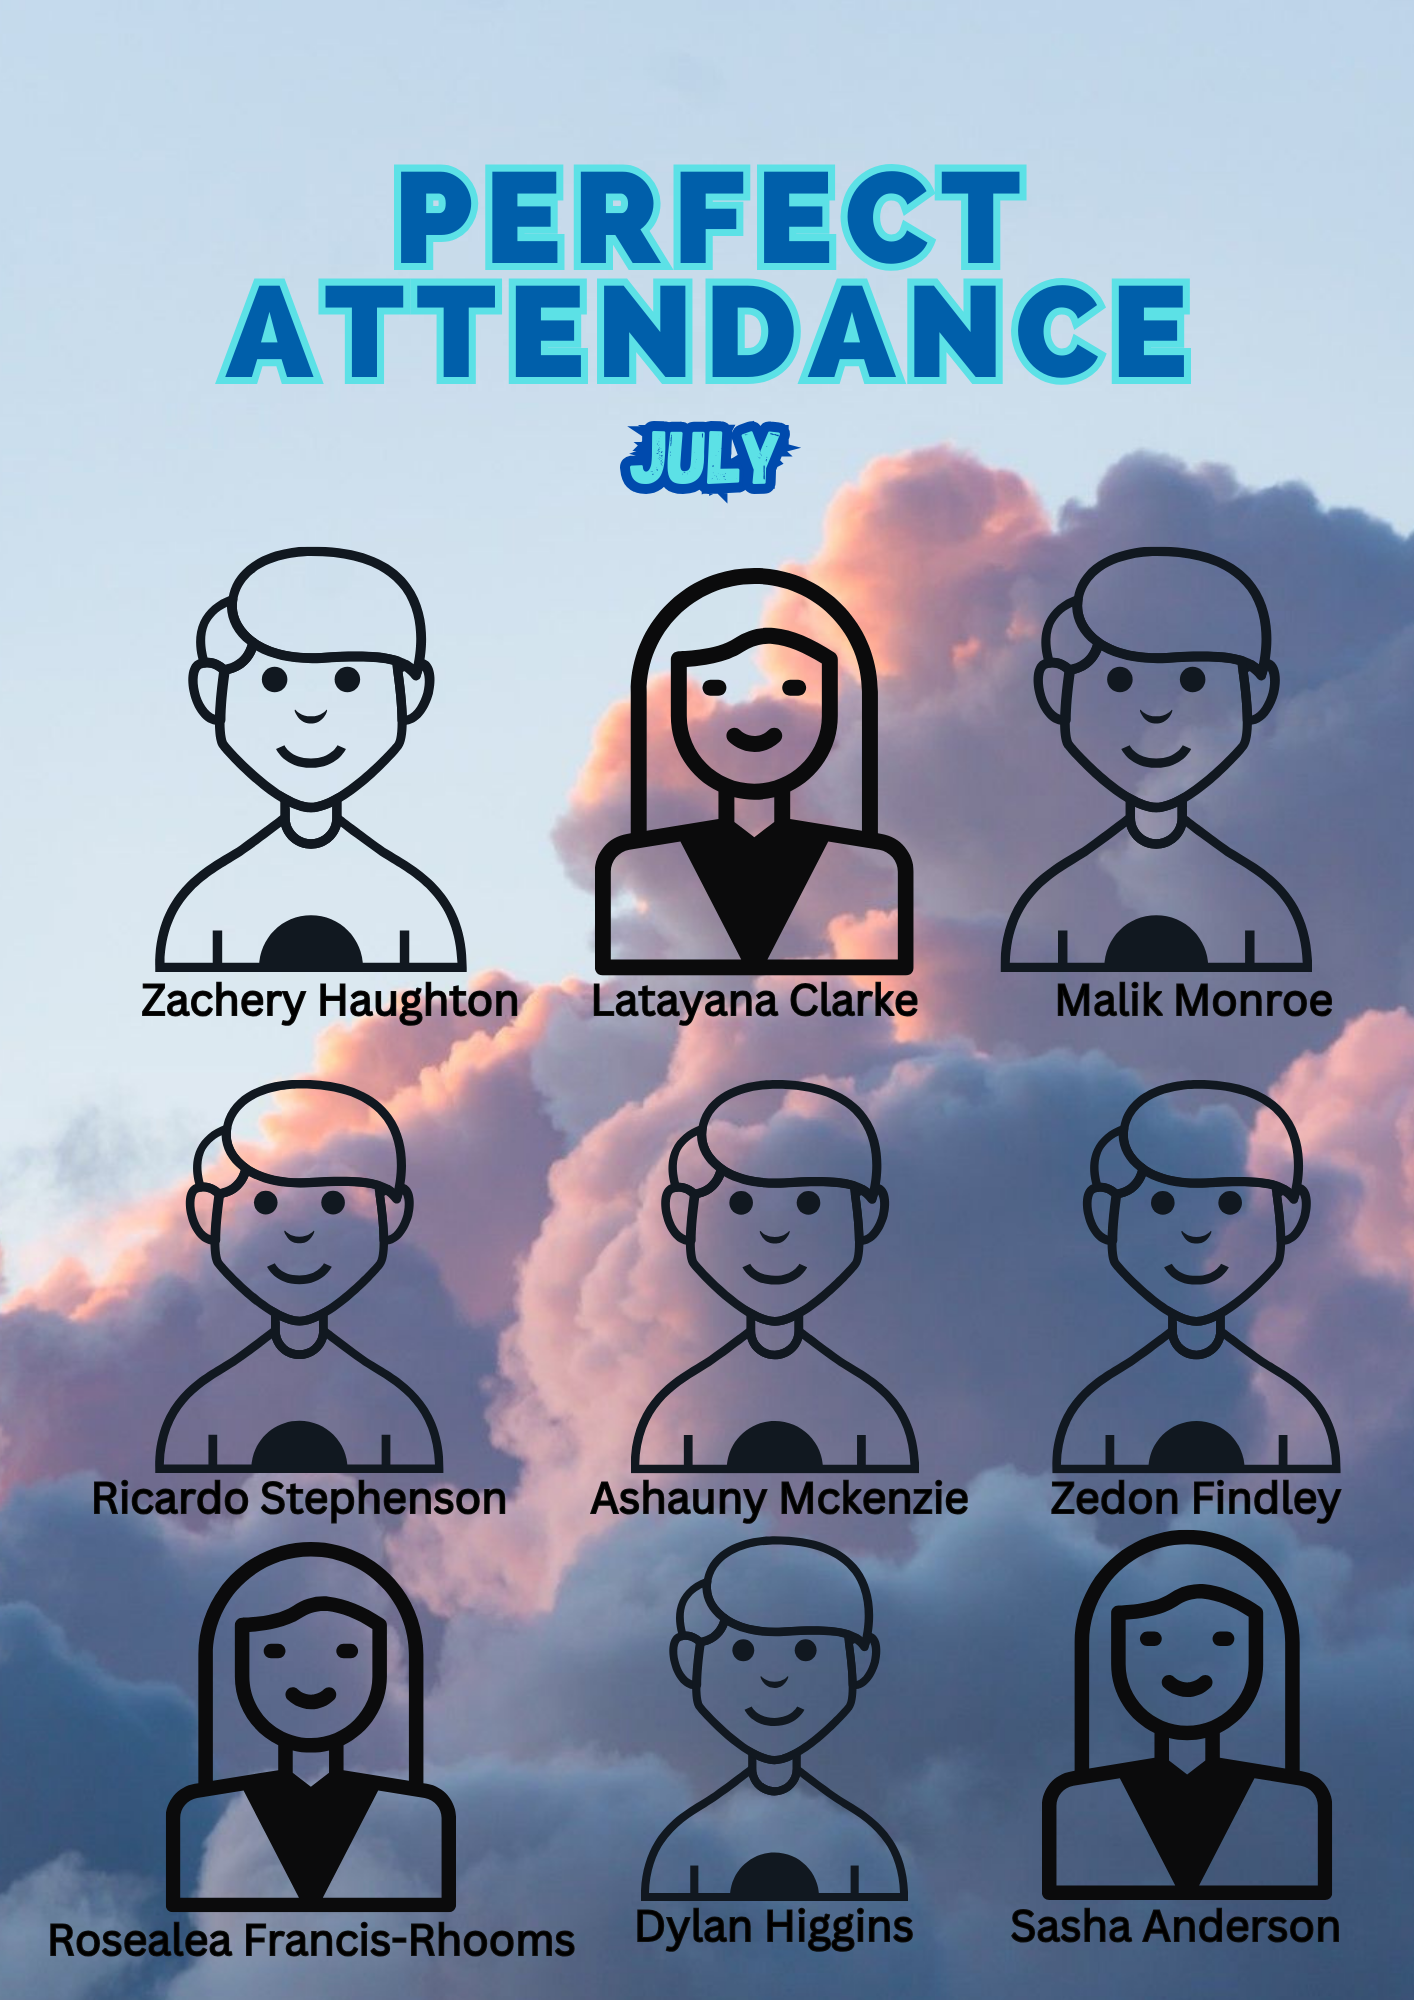 PERFECT
ATTENDANCE
JULY
Zachery Haughton
Latayana Clarke
Malik Monroe
Ricardo Stephenson
Ashauny Mckenzie
Zedon Findley
Rosealea Francis-Rhooms
Dylan Higgins
Sasha Anderson